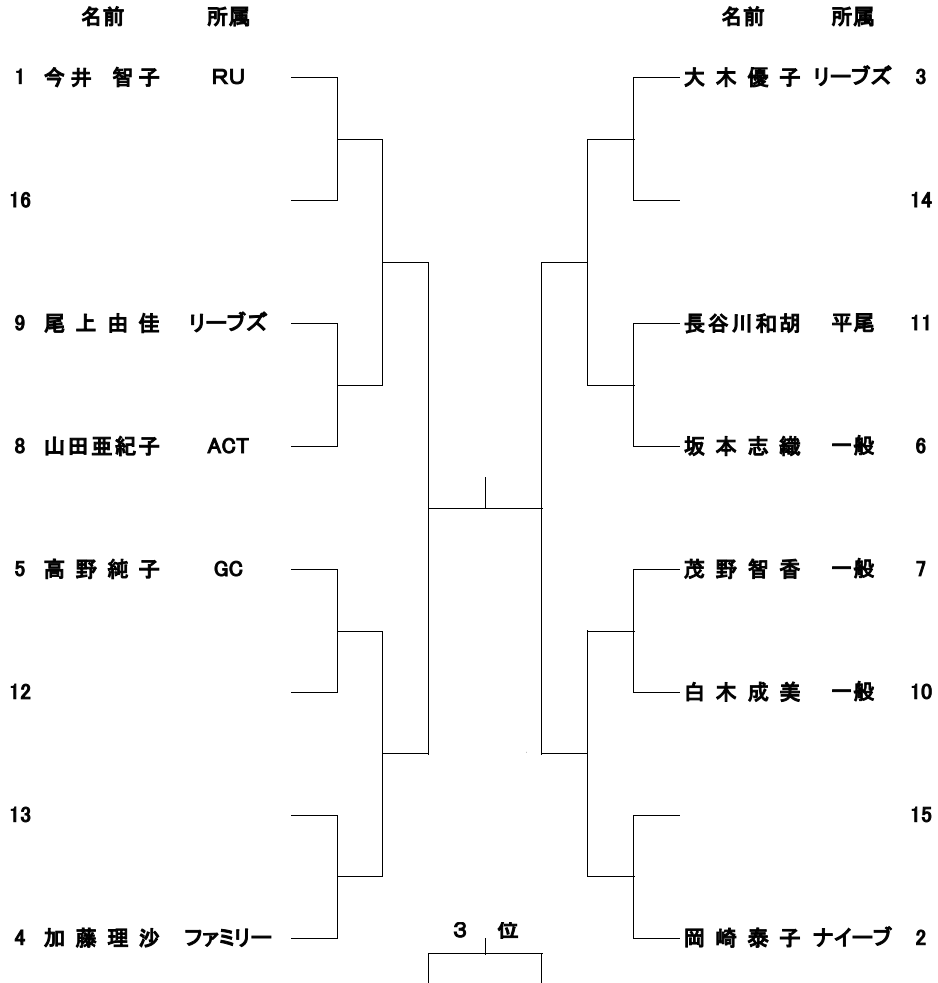 名前 所属 名前 所属
1 今井 智子 RU 大木優子 リーブズ 3
16 14
9 尾上由佳 リーブズ 長谷川和胡 平尾 11
8 山田亜紀子 ACT 坂本志織 一般 6
5 高野純子 GC 茂野智香 一般 7
12 白木成美 一般 10
13 15
4 加藤理沙 ファミリー 3 位 岡崎泰子 ナイーブ 2